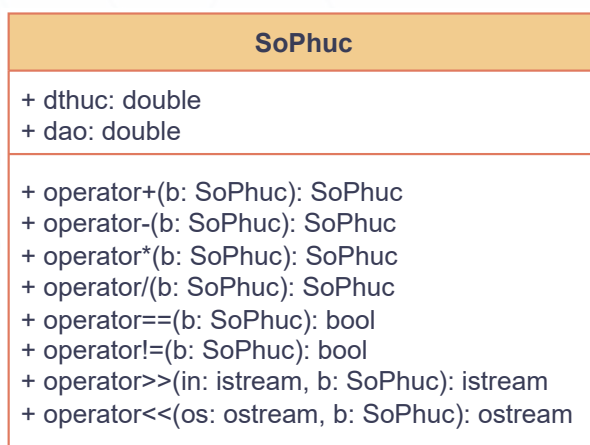 SoPhuc
+ dthuc: double
+ dao: double
+ operator+(b: SoPhuc): SoPhuc
+ operator-(b: SoPhuc): SoPhuc
+ operator*(b: SoPhuc): SoPhuc
+ operator/(b: SoPhuc): SoPhuc
+ operator==(b: SoPhuc): bool
+ operator!=(b: SoPhuc): bool
+ operator>>(in: istream, b: SoPhuc): istream
+ operator<<(os: ostream, b: SoPhuc): ostream